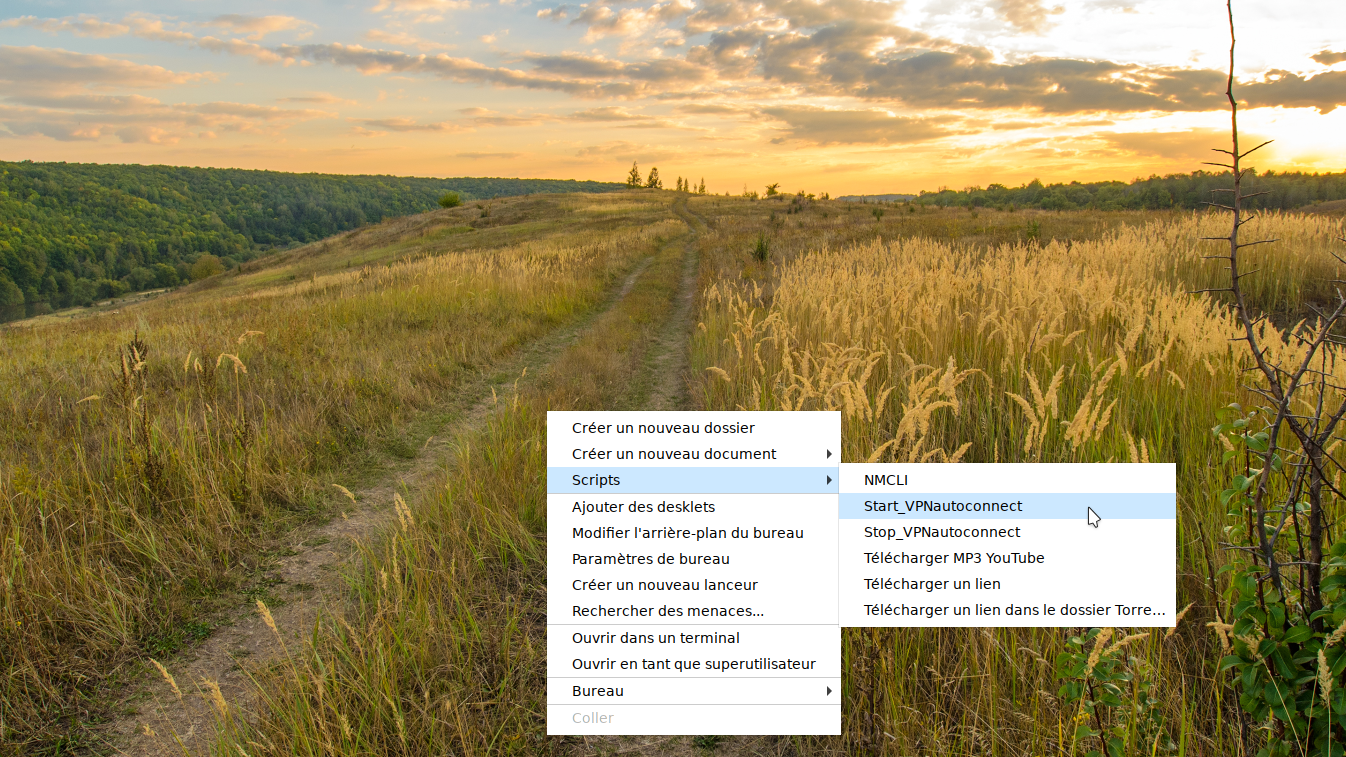 Créer un nouveau dossier
Créer un nouveau document
Scripts
Ajouter des desklets
Modifier l'arrière-plan du bureau
Paramètres de bureau
Créer un nouveau lanceur
Rechercher des menaces...
Ouvrir dans un terminal
Ouvrir en tant que superutilisateur
Bureau
Coller
NMCLI
Start_VPNautoconnect
Stop_VPNautoconnect
Télécharger MP3 YouTube
Télécharger un lien
Télécharger un lien dans le dossier Torre...